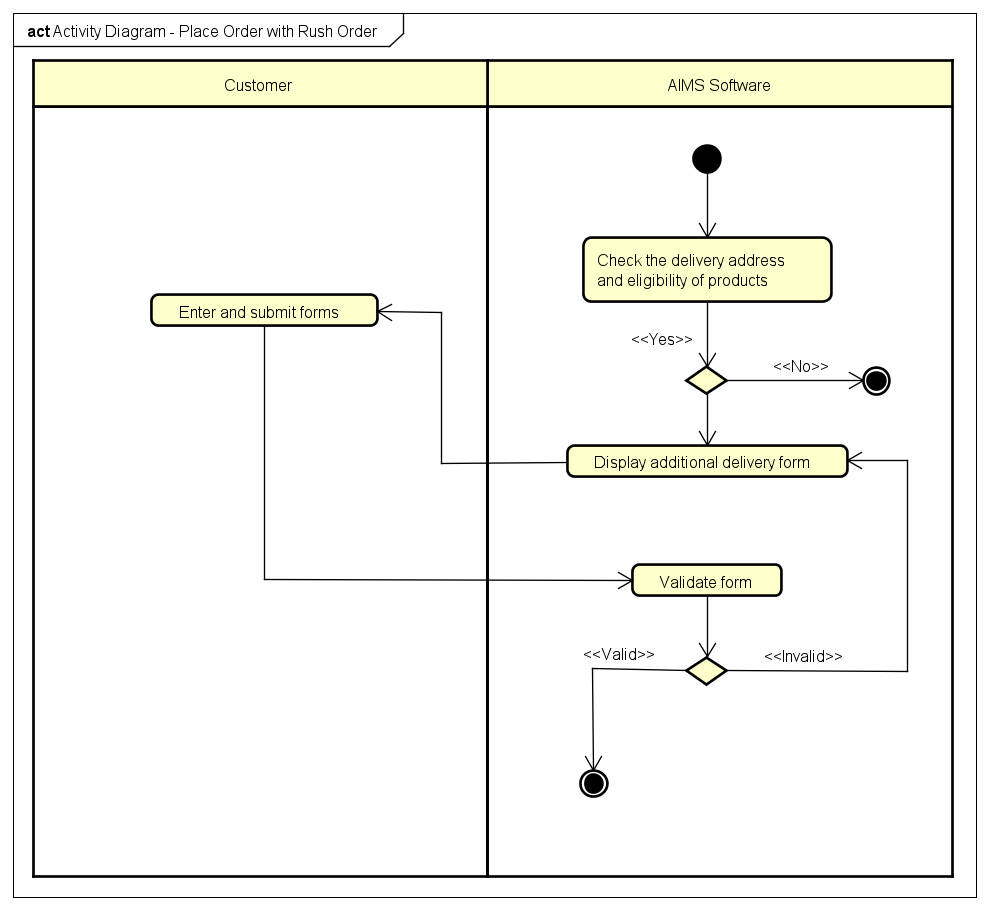 act Activity Diagram - Place Order with Rush Order
Customer
AIMS Software
Check the delivery address
and eligibility of products
Enter and submit forms
<<Yes>>
<<No>>
Display additional delivery form
Validate form
<<Valid>>
<<Invalid>>